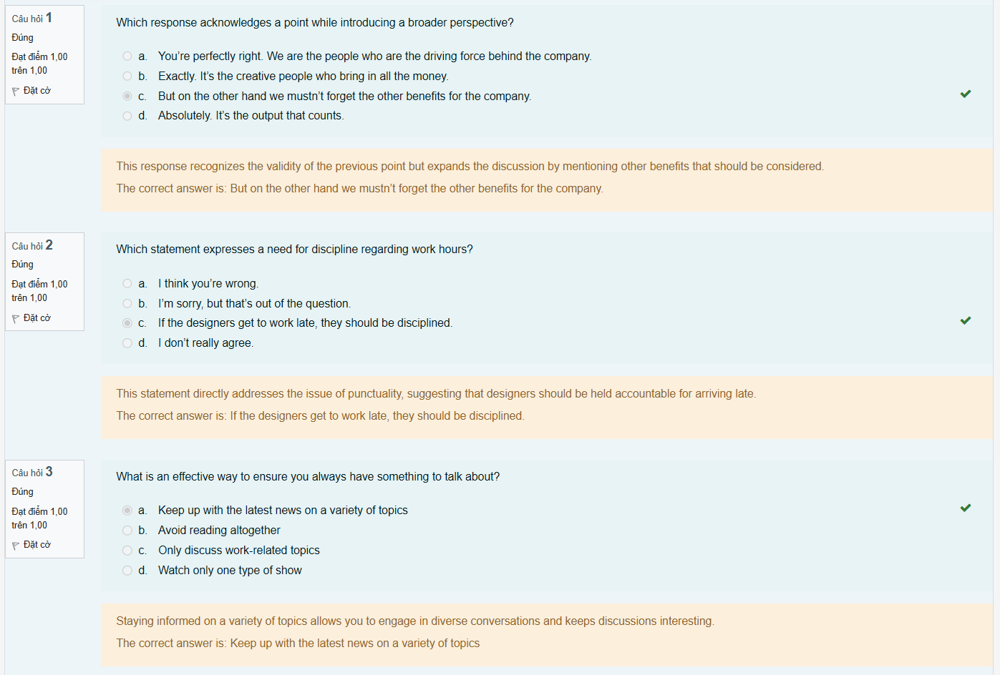 Câu hỏi 1
Đúng
Đạt điểm 1,00
trên 1,00
Đặt cờ
Which response acknowledges a point while introducing a broader perspective?
a. You’re perfectly right. We are the people who are the driving force behind the company.
b. Exactly. It’s the creative people who bring in all the money.
c. But on the other hand we mustn’t forget the other benefits for the company.
d. Absolutely. It’s the output that counts.
This response recognizes the validity of the previous point but expands the discussion by mentioning other benefits that should be considered.
The correct answer is: But on the other hand we mustn’t forget the other benefits for the company.
Câu hỏi 2
Đúng
Đạt điểm 1,00
trên 1,00
Đặt cờ
Which statement expresses a need for discipline regarding work hours?
a. I think you’re wrong.
b. I’m sorry, but that’s out of the question.
c. If the designers get to work late, they should be disciplined.
d. I don’t really agree.
This statement directly addresses the issue of punctuality, suggesting that designers should be held accountable for arriving late.
The correct answer is: If the designers get to work late, they should be disciplined.
Câu hỏi 3
Đúng
Đạt điểm 1,00
trên 1,00
Đặt cờ
What is an effective way to ensure you always have something to talk about?
a. Keep up with the latest news on a variety of topics
b. Avoid reading altogether
c. Only discuss work-related topics
d. Watch only one type of show
Staying informed on a variety of topics allows you to engage in diverse conversations and keeps discussions interesting.
The correct answer is: Keep up with the latest news on a variety of topics